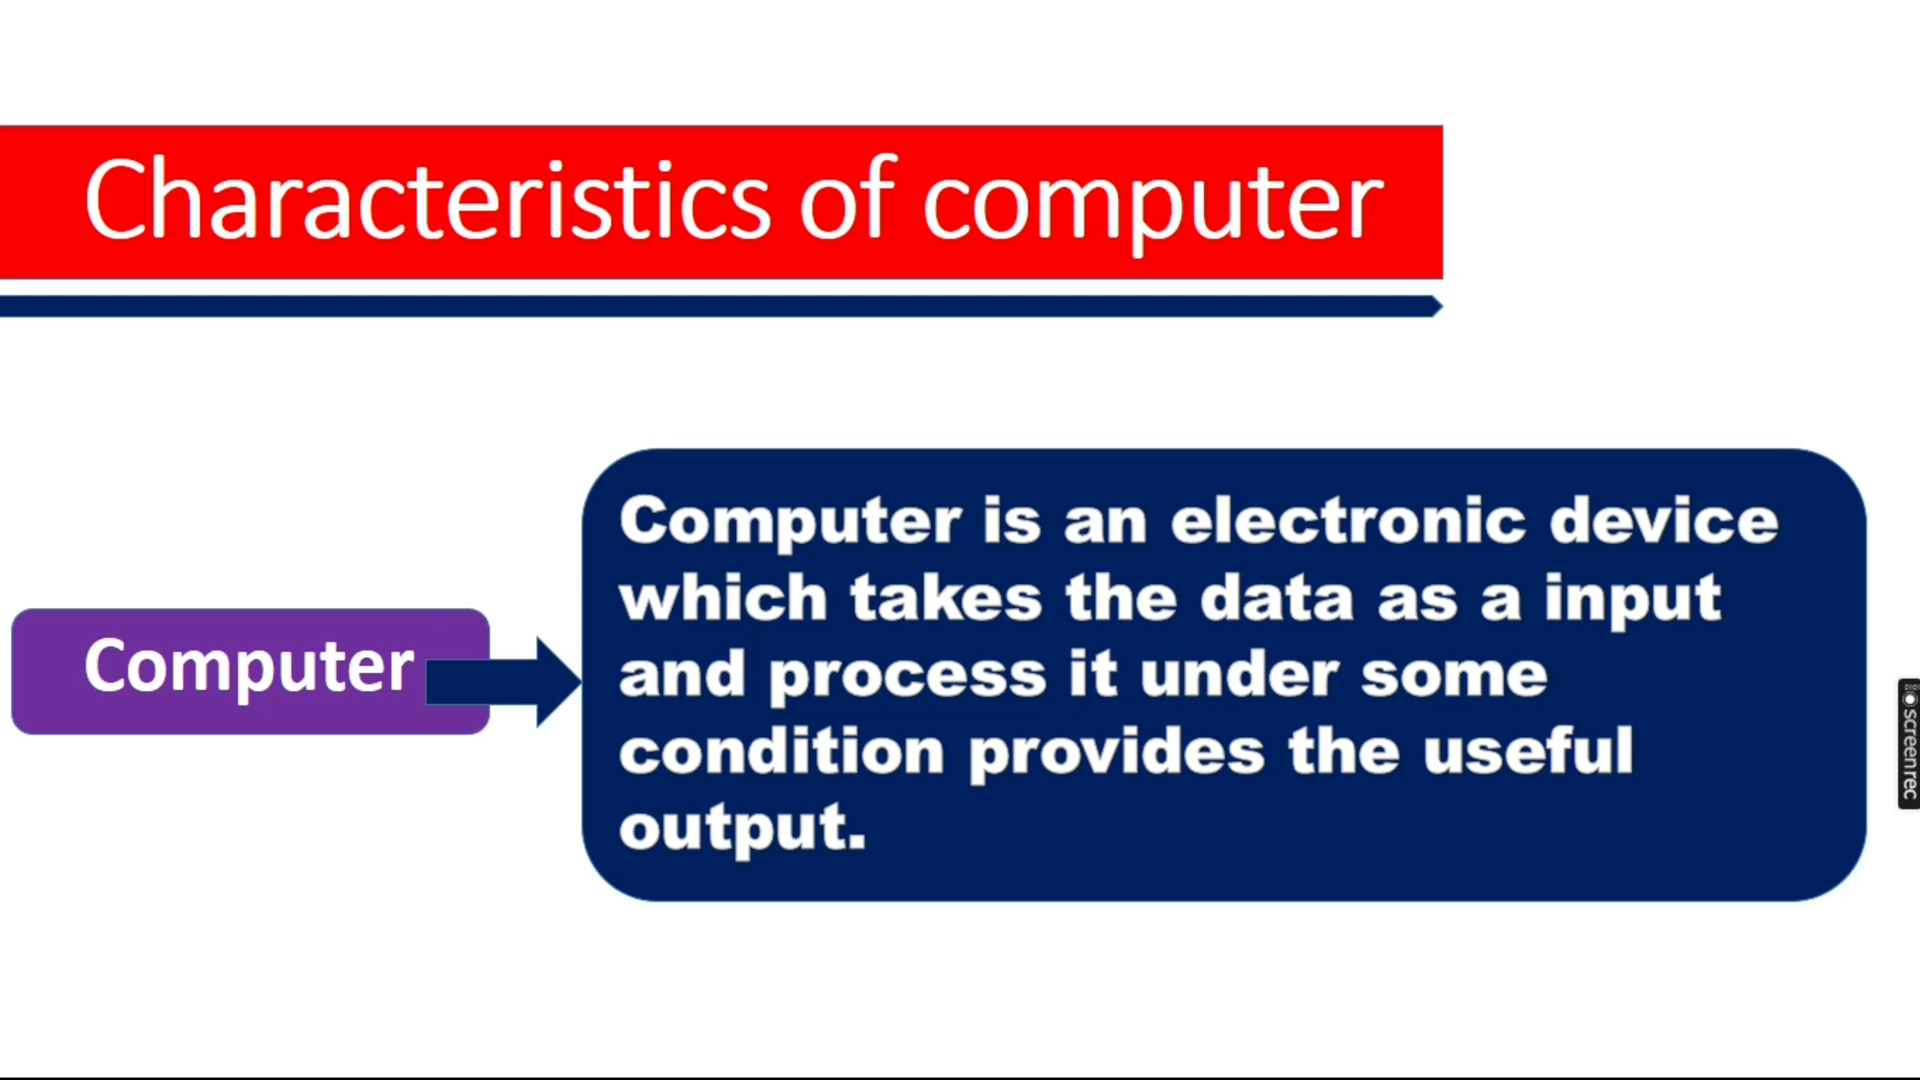 Characteristics of computer
Computer
Computer is an electronic device
which takes the data as a input
and process it under some
condition provides the useful
output.
screenrec